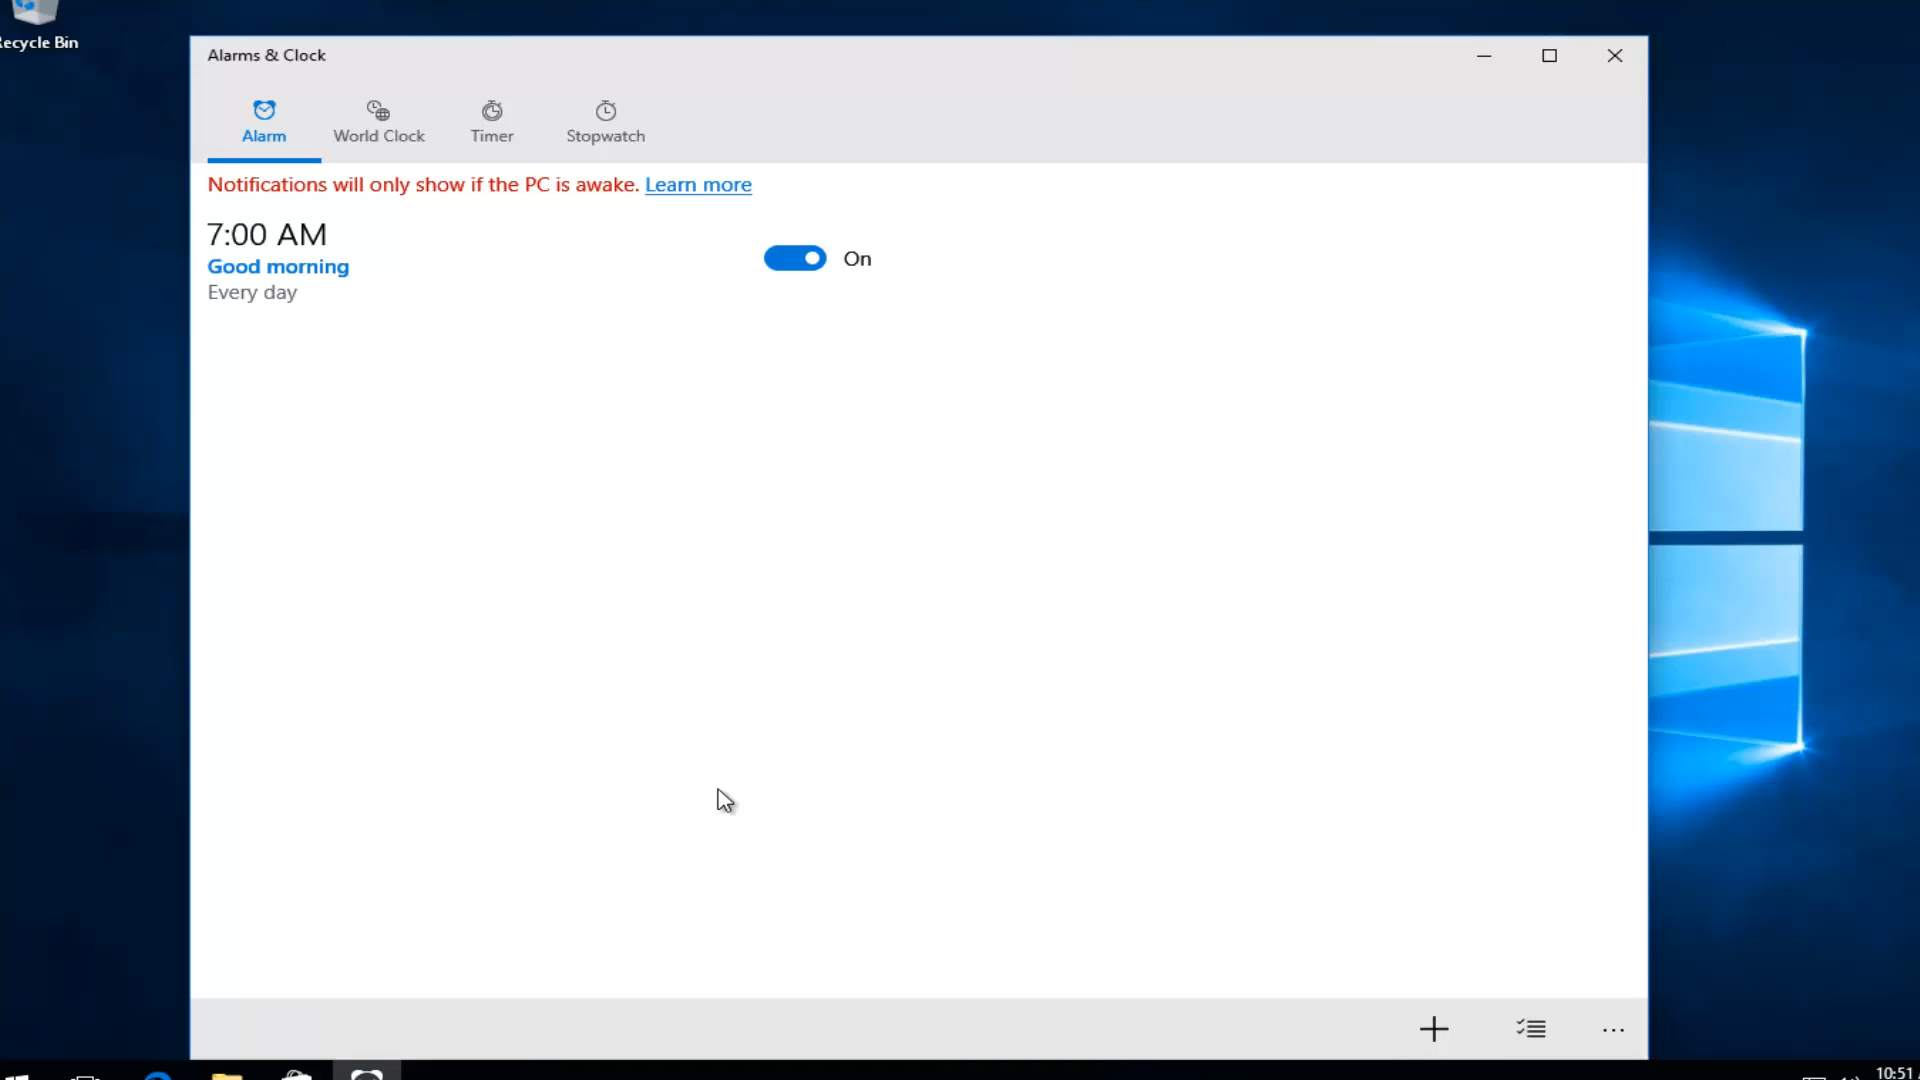 Recycle Bin
Alarms & Clock
Alarm
World Clock
Timer
Stopwatch
Notifications will only show if the PC is awake. Learn more
7:00 AM
Good morning
Every day
On
10:51